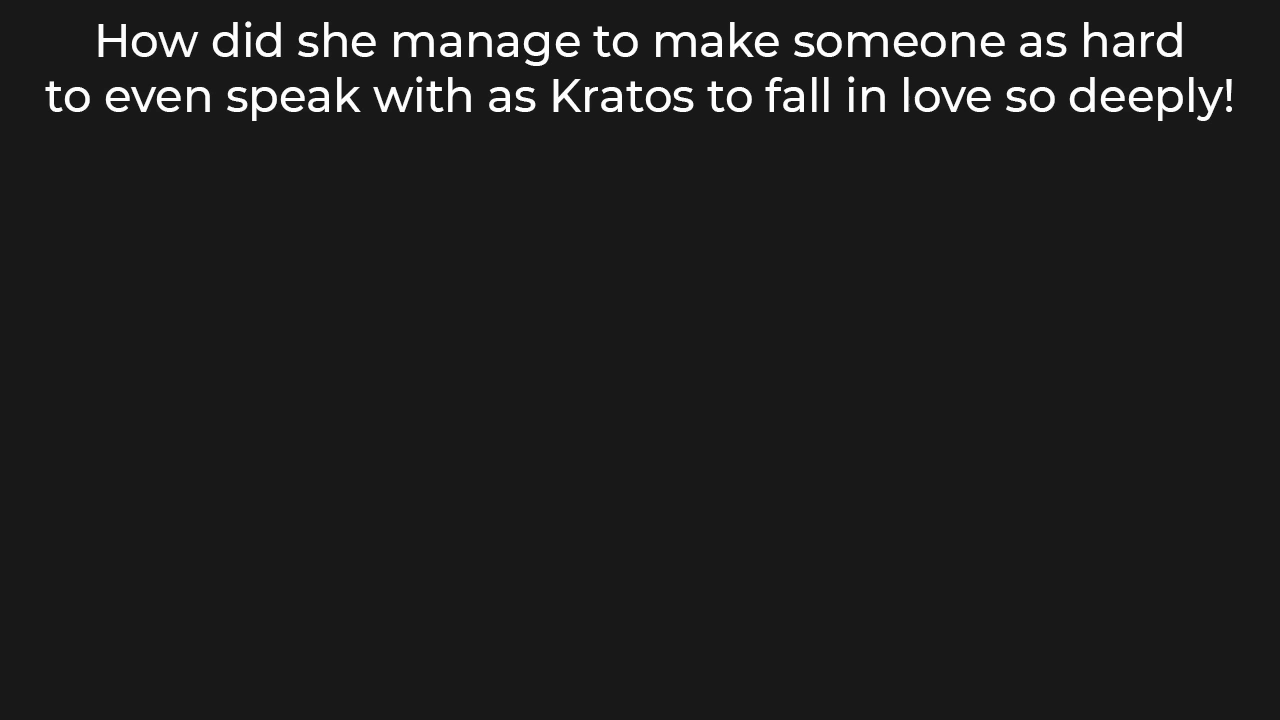 How did she manage to make someone as hard
to even speak with as Kratos to fall in love so deeply!